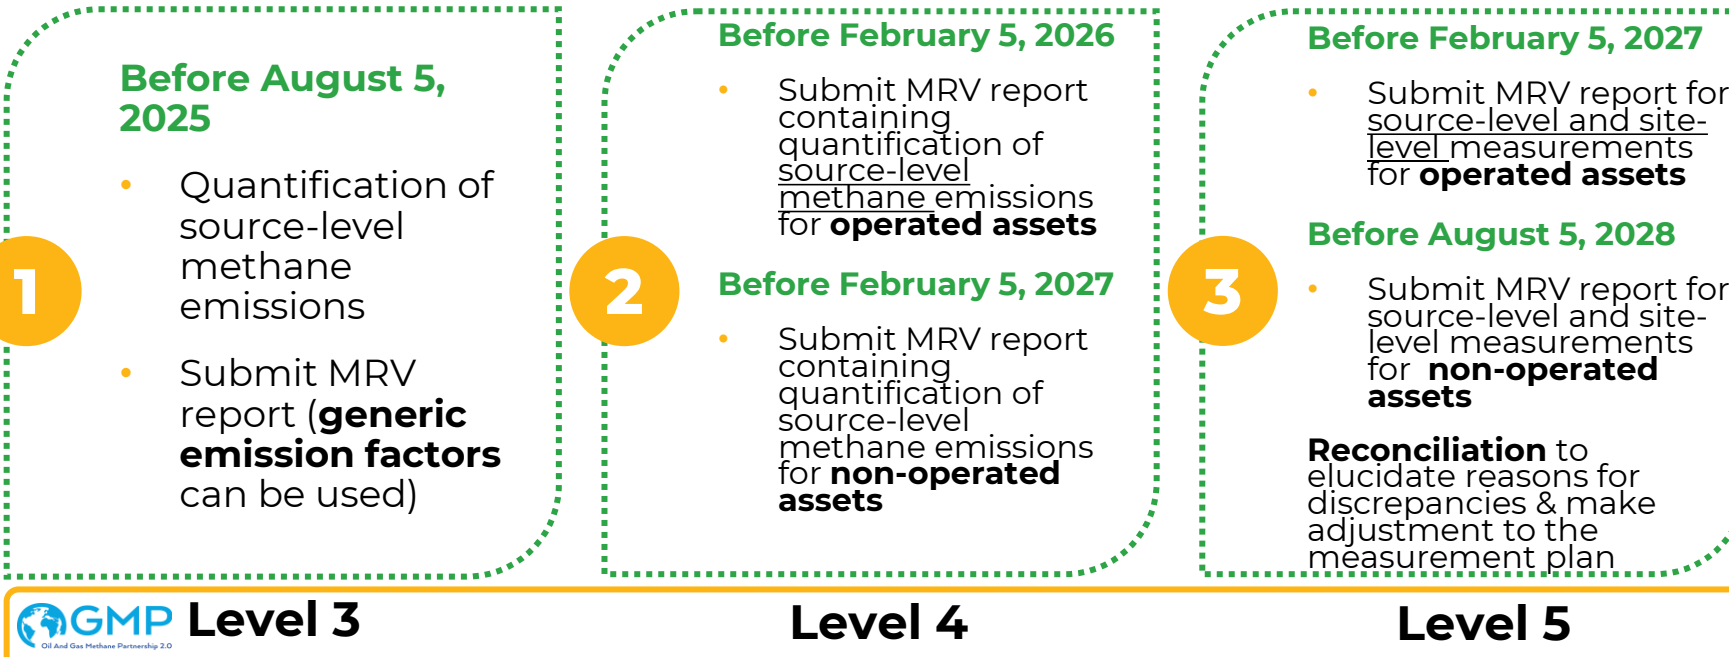 Before August 5,
2025
• Quantification of
source-level
methane
emissions
• Submit MRV
report (generic
emission factors
can be used)
1
Before February 5, 2026
• Submit MRV report
containing
quantification of
source-level
methane emissions
for operated assets
Before February 5, 2027
• Submit MRV report
containing
quantification of
source-level
methane emissions
for non-operated
assets
2
Before February 5, 2027
• Submit MRV report for
source-level and site-
level measurements
for operated assets
Before August 5, 2028
• Submit MRV report for
source-level and site-
level measurements
for non-operated
assets
Reconciliation to
elucidate reasons for
discrepancies & make
adjustment to the
measurement plan
3
GMP
Oil And Gas Methane Partnership 2.0
Level 3
Level 4
Level 5